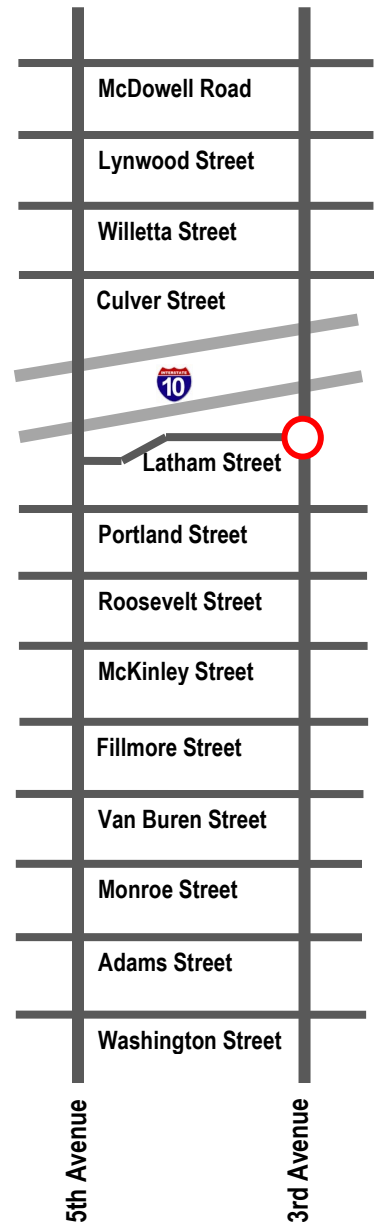 McDowell Road
Lynwood Street
Willetta Street
Culver Street
INTERSTATE
10
Latham Street
Portland Street
Roosevelt Street
McKinley Street
Fillmore Street
Van Buren Street
Monroe Street
Adams Street
Washington Street
5th Avenue
3rd Avenue